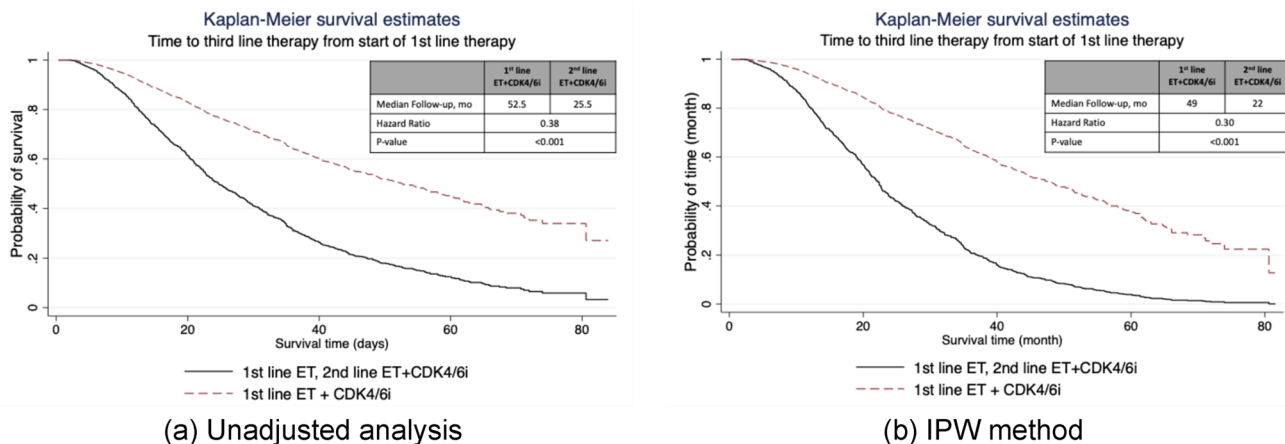 Kaplan-Meier survival estimates
Time to third line therapy from start of 1st line therapy
1st line ET+CDK4/6i
2nd line ET+CDK4/6i
Median Follow-up, mo 52.5 25.5
Hazard Ratio 0.38
P-value <0.001
Probability of survival
1
.8
.6
.4
.2
0
0 20 40 60 80
Survival time (days)
1st line ET, 2nd line ET+CDK4/6i
1st line ET + CDK4/6i
(a) Unadjusted analysis
Kaplan-Meier survival estimates
Time to third line therapy from start of 1st line therapy
1st line ET+CDK4/6i
2nd line ET+CDK4/6i
Median Follow-up, mo 49 22
Hazard Ratio 0.30
P-value <0.001
Probability of time (month)
1
.8
.6
.4
.2
0
0 20 40 60 80
Survival time (month)
1st line ET, 2nd line ET+CDK4/6i
1st line ET + CDK4/6i
(b) IPW method